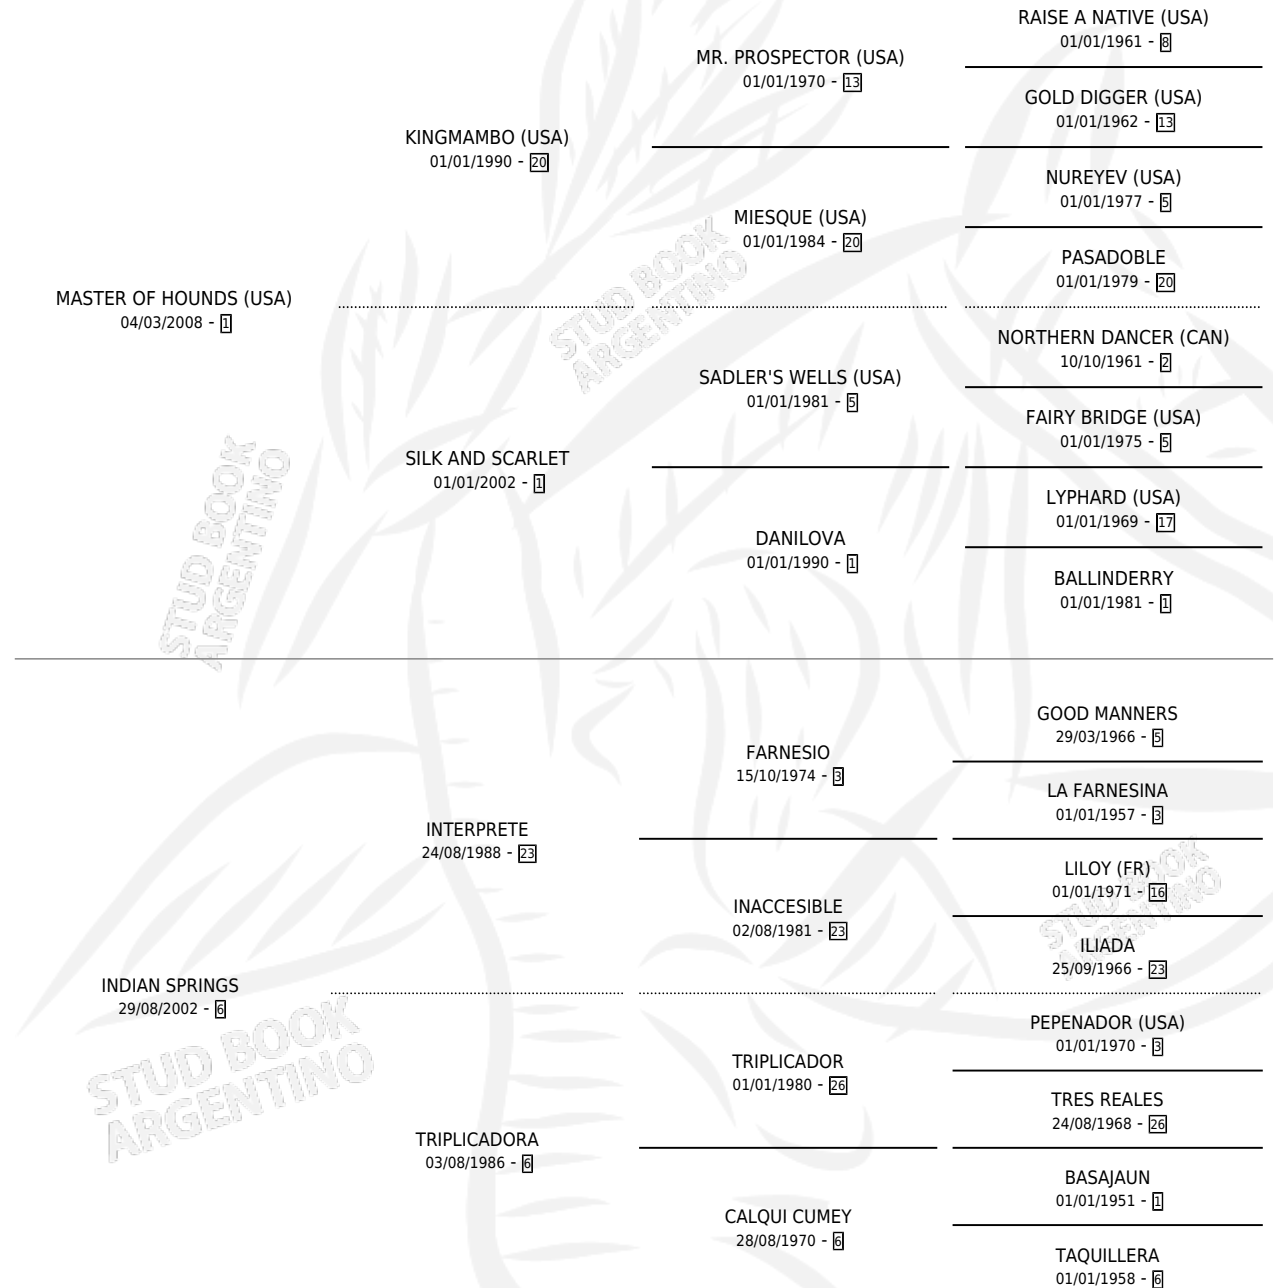 RAISE A NATIVE (USA)
01/01/1961 - 8
MR. PROSPECTOR (USA)
01/01/1970 - 13
GOLD DIGGER (USA)
01/01/1962 - 13
KINGMAMBO (USA)
01/01/1990 - 20
NUREYEV (USA)
01/01/1977 - 5
MIESQUE (USA)
01/01/1984 - 20
PASADOBLE
01/01/1979 - 20
MASTER OF HOUNDS (USA)
04/03/2008 - 1
NORTHERN DANCER (CAN)
10/10/1961 - 2
SADLER'S WELLS (USA)
01/01/1981 - 5
FAIRY BRIDGE (USA)
01/01/1975 - 5
SILK AND SCARLET
01/01/2002 - 1
LYPHARD (USA)
01/01/1969 - 17
DANILOVA
01/01/1990 - 1
BALLINDERRY
01/01/1981 - 1
STUD BOOK
ARGENTINO
STUD BOOK
ARGENTINO
GOOD MANNERS
29/03/1966 - 5
FARNESIO
15/10/1974 - 3
LA FARNESINA
01/01/1957 - 3
INTERPRETE
24/08/1988 - 23
LILOY (FR)
01/01/1971 - 16
INACCESIBLE
02/08/1981 - 23
ILIADA
25/09/1966 - 23
STUD BOOK
ARGENTINO
INDIAN SPRINGS
29/08/2002 - 6
PEPENADOR (USA)
01/01/1970 - 3
TRIPLICADOR
01/01/1980 - 26
TRES REALES
24/08/1968 - 26
STUD BOOK
ARGENTINO
TRIPLICADORA
03/08/1986 - 6
BASAJAUN
01/01/1951 - 1
CALQUI CUMEY
28/08/1970 - 6
TAQUILLERA
01/01/1958 - 6